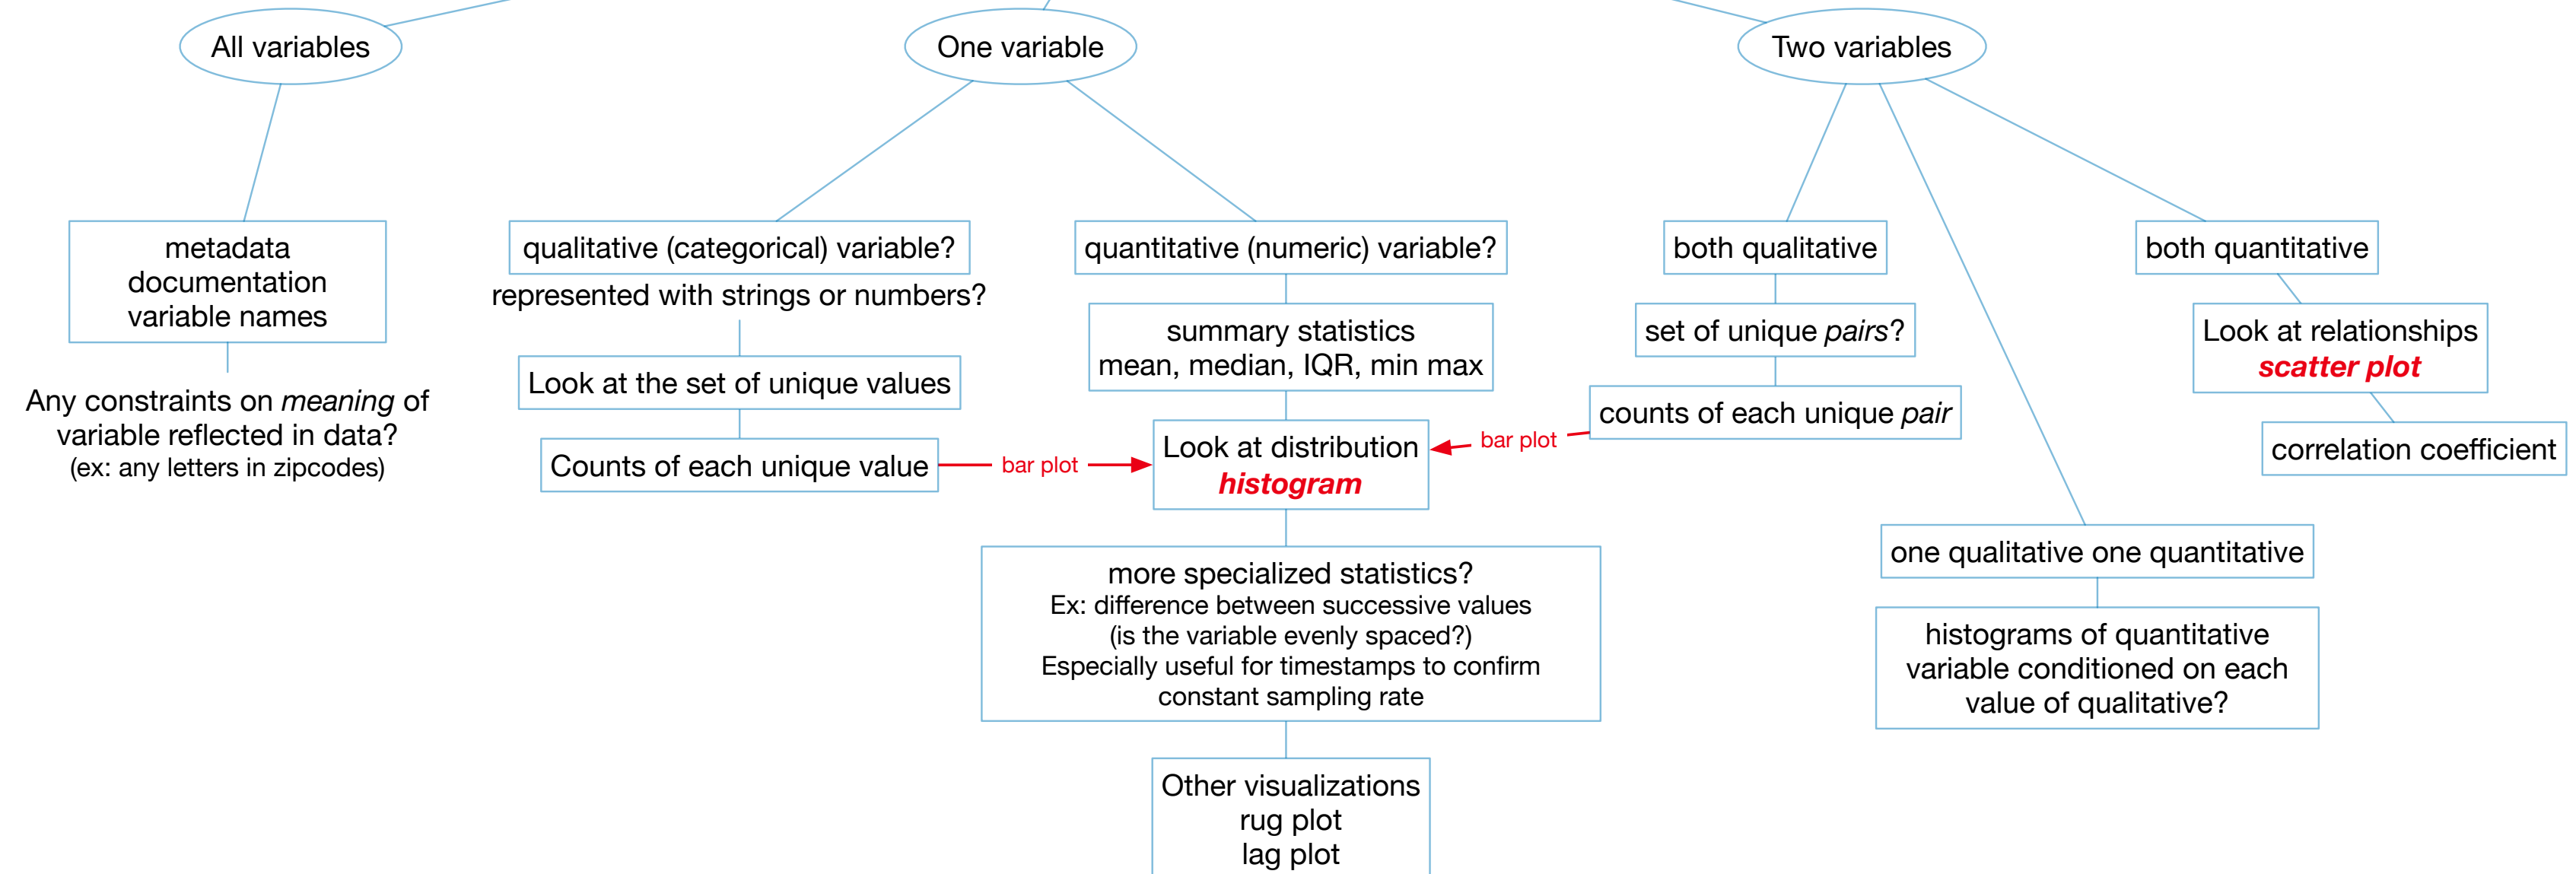 All variables
One variable
Two variables
metadata
documentation
variable names
Any constraints on meaning of
variable reflected in data?
(ex: any letters in zipcodes)
qualitative (categorical) variable?
represented with strings or numbers?
Look at the set of unique values
Counts of each unique value
bar plot
quantitative (numeric) variable?
summary statistics
mean, median, IQR, min max
Look at distribution
histogram
more specialized statistics?
Ex: difference between successive values
(is the variable evenly spaced?)
Especially useful for timestamps to confirm
constant sampling rate
Other visualizations
rug plot
lag plot
both qualitative
set of unique pairs?
counts of each unique pair
bar plot
one qualitative one quantitative
histograms of quantitative
variable conditioned on each
value of qualitative?
both quantitative
Look at relationships
scatter plot
correlation coefficient